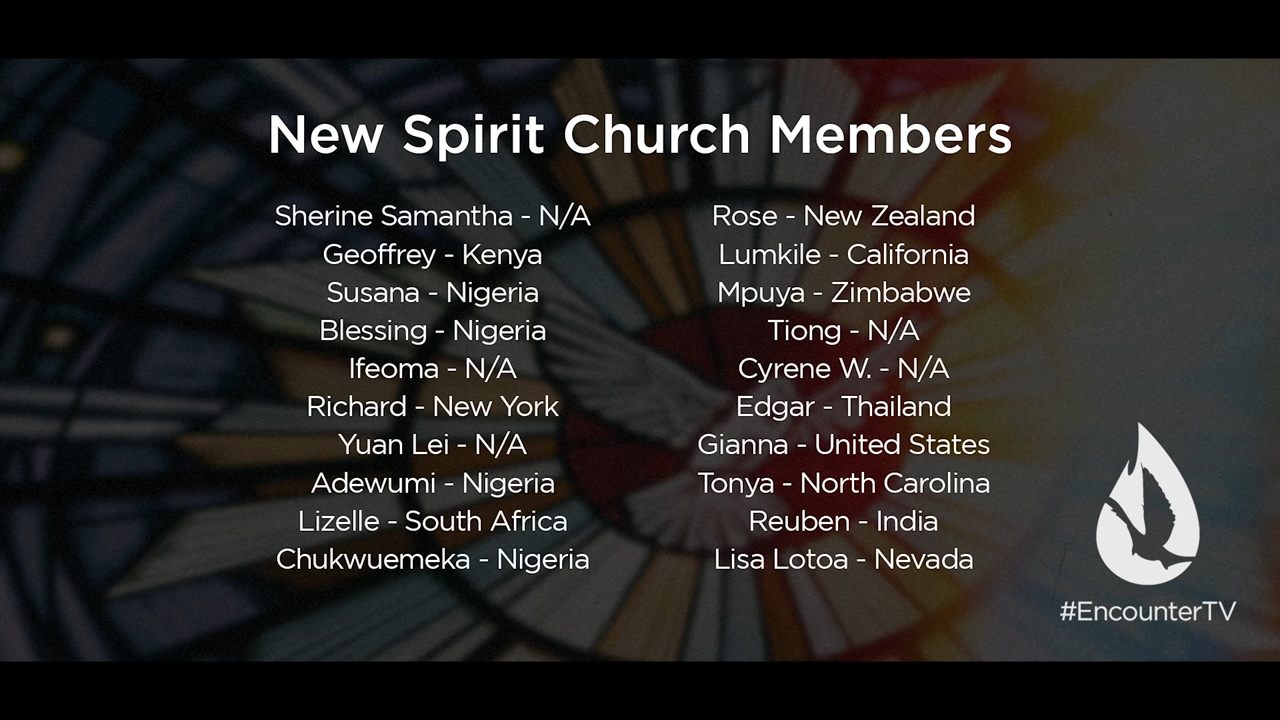 New Spirit Church Members
Sherine Samantha - N/A
Geoffrey - Kenya
Susana - Nigeria
Blessing - Nigeria
Ifeoma - N/A
Richard - New York
Yuan Lei - N/A
Adewumi - Nigeria
Lizelle - South Africa
Chukwuemeka - Nigeria
Rose - New Zealand
Lumkile - California
Mpuya - Zimbabwe
Tiong - N/A
Cyrene W. - N/A
Edgar - Thailand
Gianna - United States
Tonya - North Carolina
Reuben - India
Lisa Lotoa - Nevada
#EncounterTV